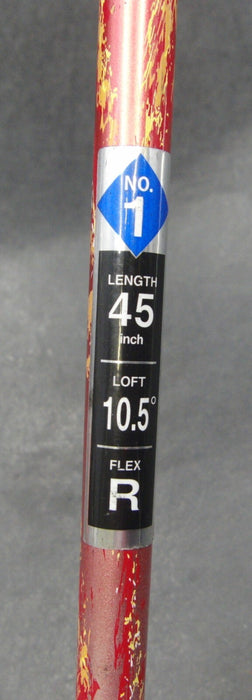 NO.
1
LENGTH
45
inch
LOFT
10.5°
FLEX
R